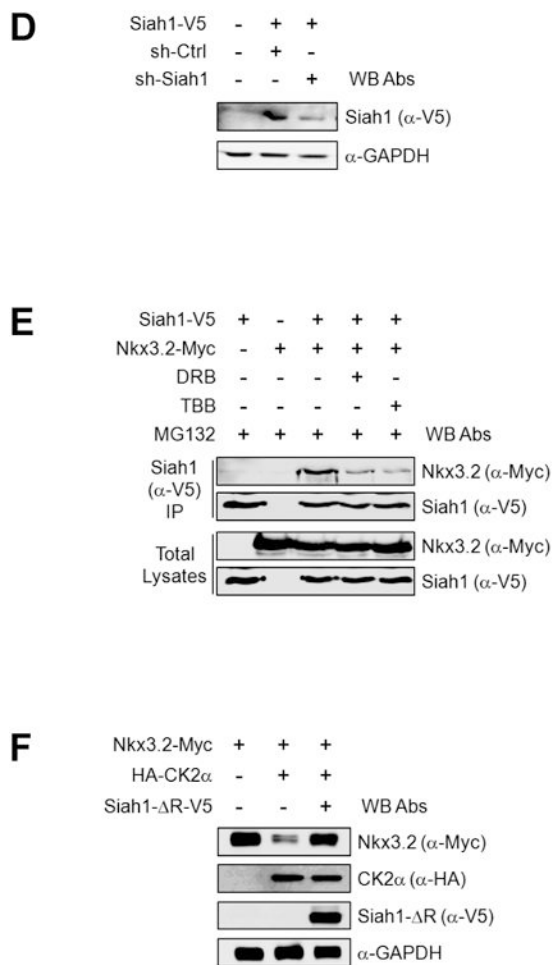 D
Siah1-V5 - + +
sh-Ctrl - + -
sh-Siah1 - - + WB Abs
Siah1 (α-V5)
α-GAPDH
E
Siah1-V5 + - + + +
Nkx3.2-Myc - + + + +
DRB - - - + -
TBB - - - - +
MG132 + + + + + WB Abs
Siah1 (α-V5) IP
Nkx3.2 (α-Myc)
Siah1 (α-V5)
Total Lysates
Nkx3.2 (α-Myc)
Siah1 (α-V5)
F
Nkx3.2-Myc + + +
HA-CK2α - + +
Siah1-ΔR-V5 - - + WB Abs
Nkx3.2 (α-Myc)
CK2α (α-HA)
Siah1-ΔR (α-V5)
α-GAPDH